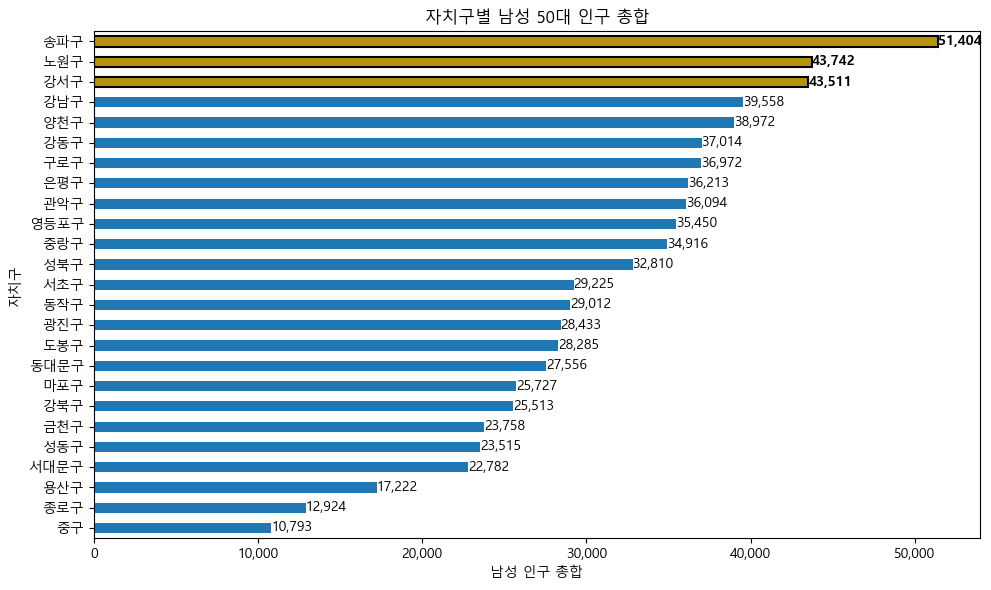 자치구별 남성 50대 인구 총합
자치구
송파구 51,404
노원구 43,742
강서구 43,511
강남구 39,558
양천구 38,972
강동구 37,014
구로구 36,972
은평구 36,213
관악구 36,094
영등포구 35,450
중랑구 34,916
성북구 32,810
서초구 29,225
동작구 29,012
광진구 28,433
도봉구 28,285
동대문구 27,556
마포구 25,727
강북구 25,513
금천구 23,758
성동구 23,515
서대문구 22,782
용산구 17,222
종로구 12,924
중구 10,793
0 10,000 20,000 30,000 40,000 50,000
남성 인구 총합